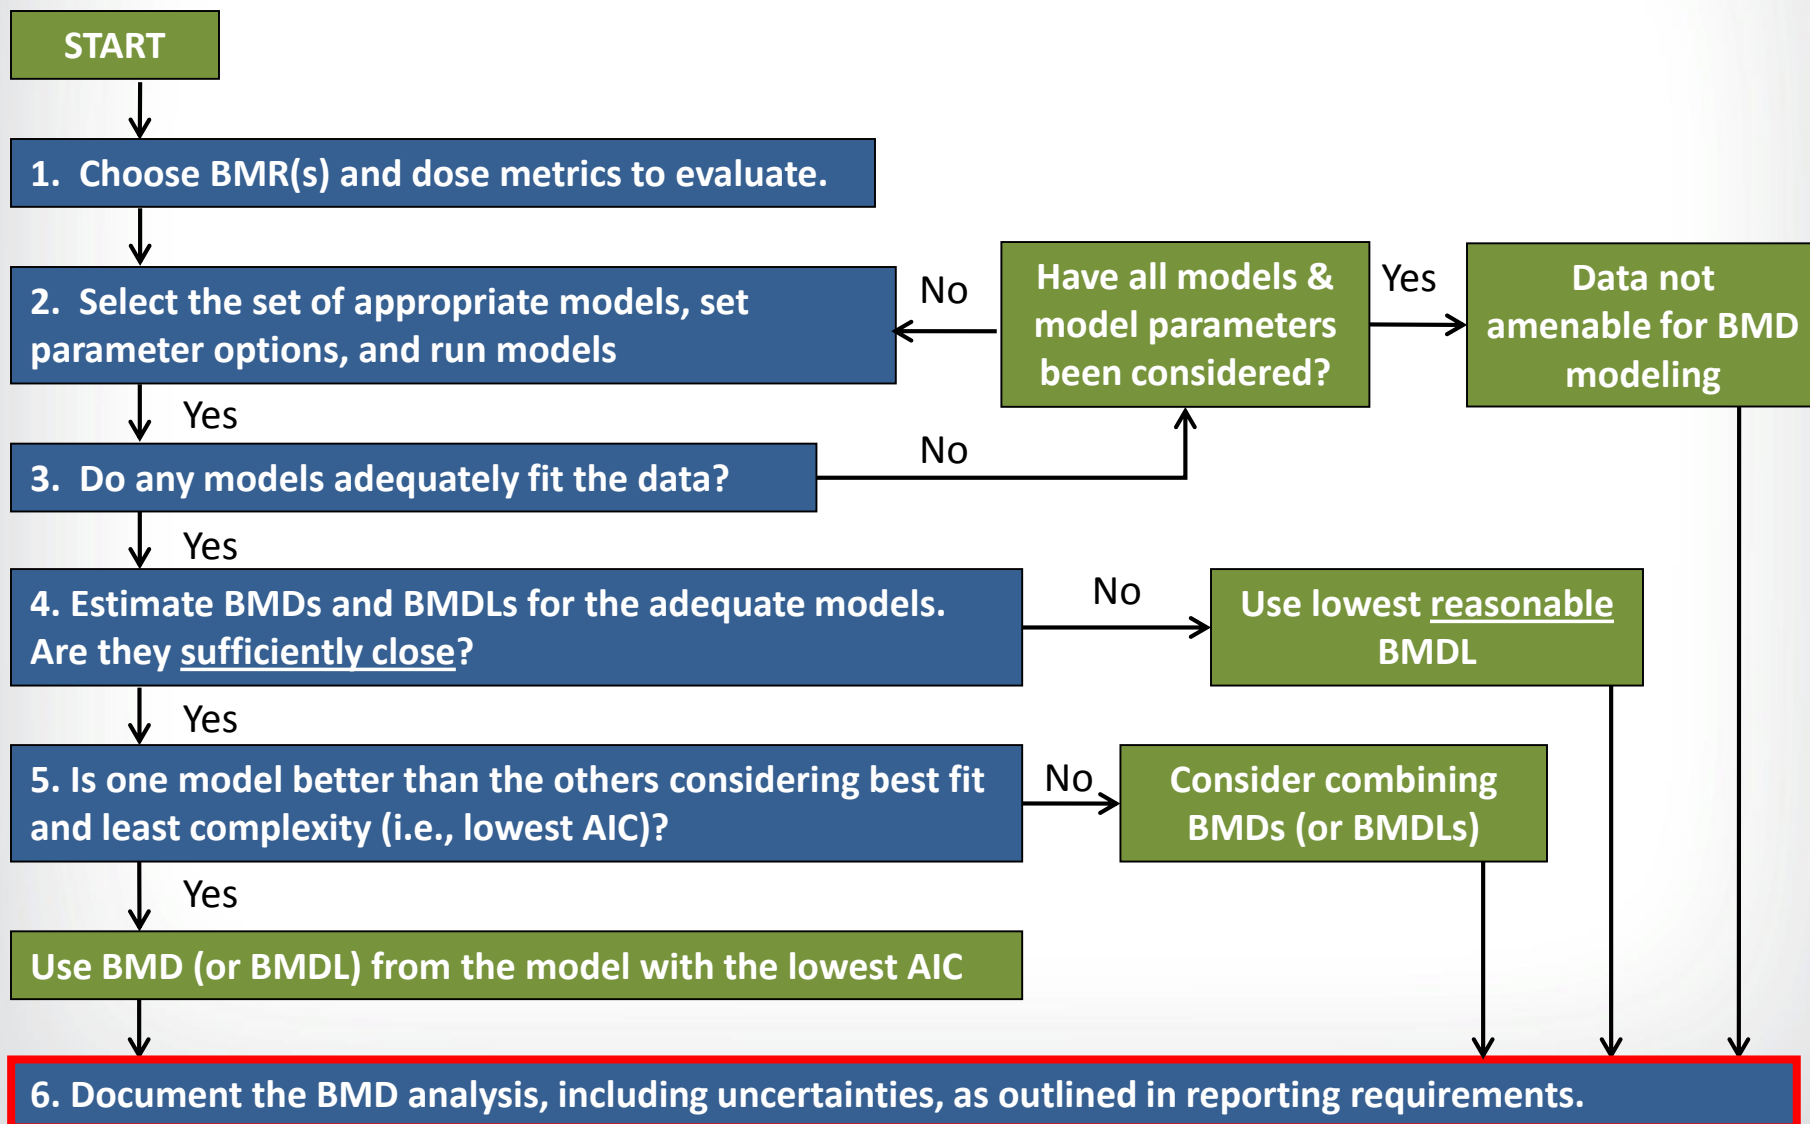 START
1. Choose BMR(s) and dose metrics to evaluate.
2. Select the set of appropriate models, set
parameter options, and run models
No
Have all models &
model parameters
been considered?
Yes
Data not
amenable for BMD
modeling
Yes
3. Do any models adequately fit the data?
No
Yes
4. Estimate BMDs and BMDLs for the adequate models.
Are they sufficiently close?
No
Use lowest reasonable
BMDL
Yes
5. Is one model better than the others considering best fit
and least complexity (i.e., lowest AIC)?
No
Consider combining
BMDs (or BMDLs)
Yes
Use BMD (or BMDL) from the model with the lowest AIC
6. Document the BMD analysis, including uncertainties, as outlined in reporting requirements.